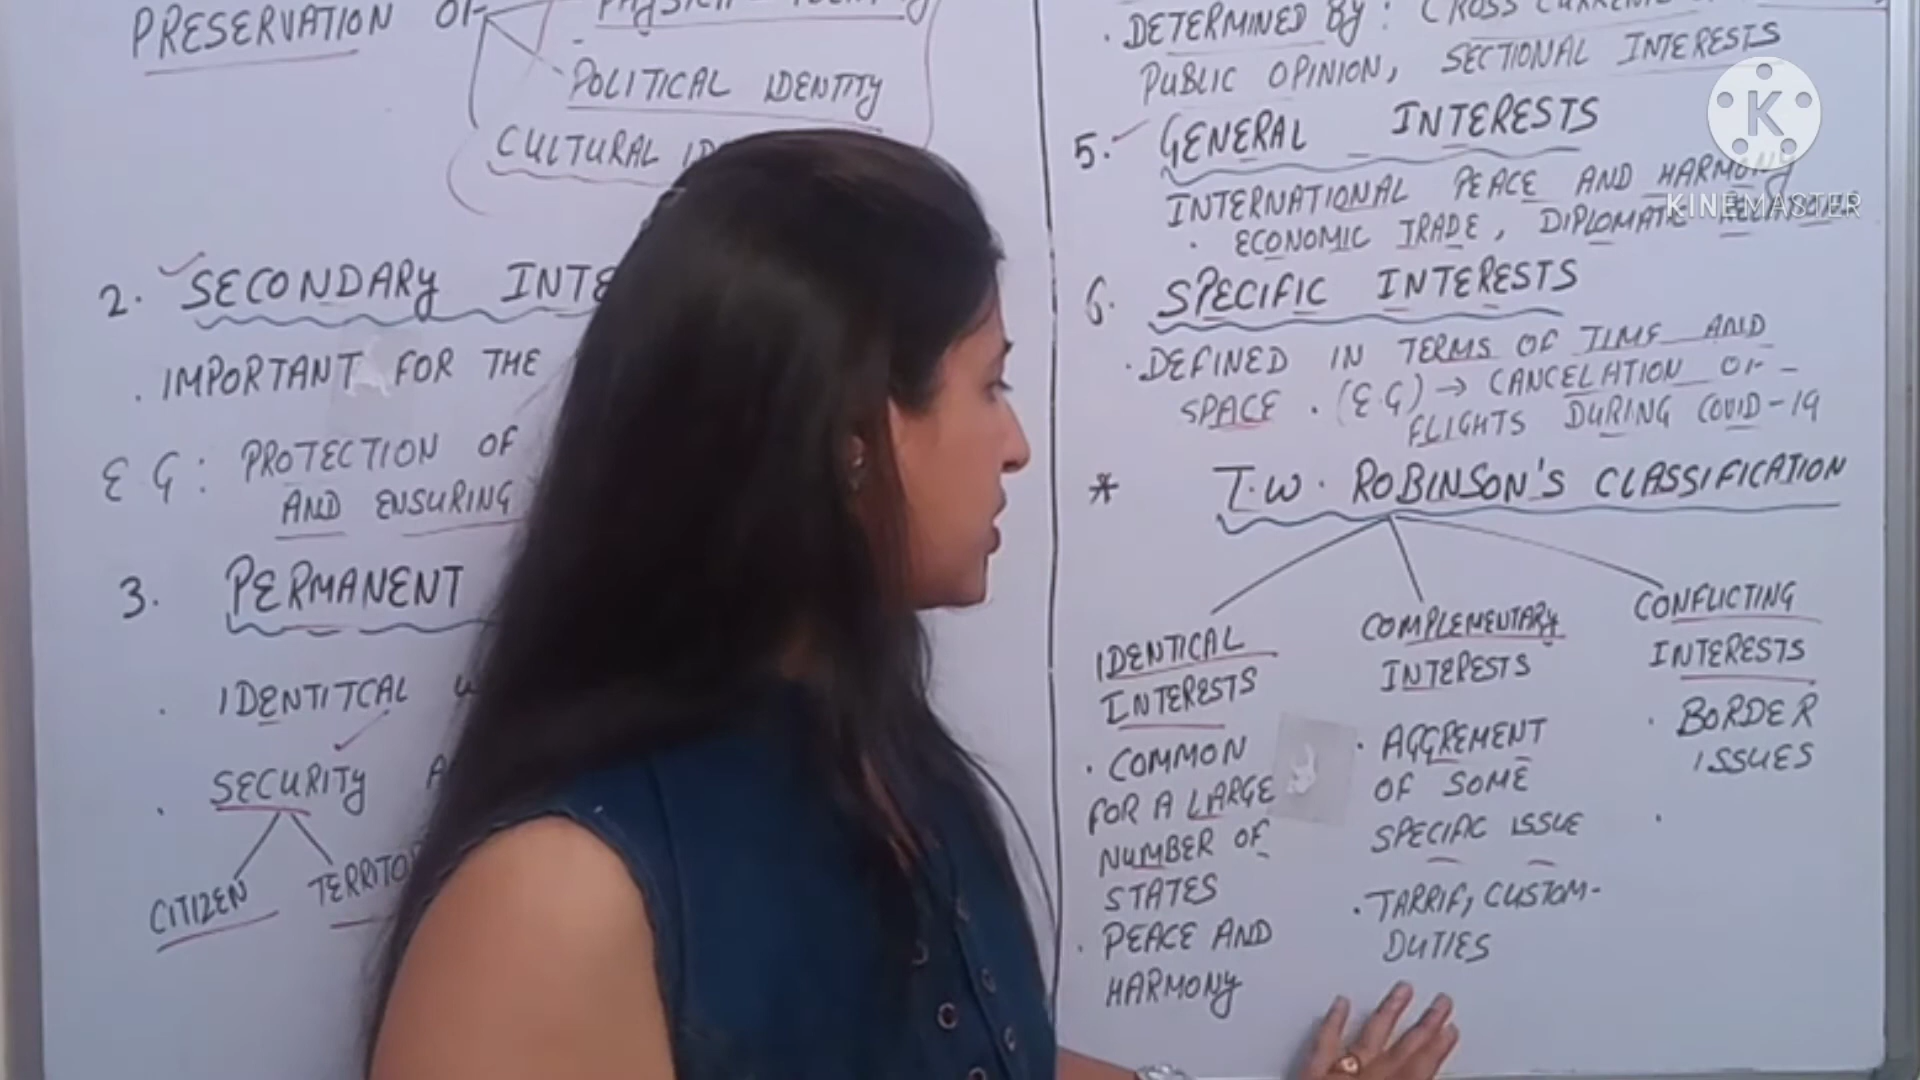 PRESERVATION OF
POLITICAL IDENTITY
CULTURAL
2. SECONDARY
. IMPORTANT FOR THE
EG: PROTECTION OF
AND ENSURING
3. PERMANENT
. IDENTITCAL
. SECURITY
CITIZEN
. DETERMINED BY: CROSS
PUBLIC OPINION, SECTIONAL INTERESTS
5. GENERAL INTERESTS
INTERNATIONAL PEACE AND HARMONY
. ECONOMIC TRADE, DIPLOMATIC
6. SPECIFIC INTERESTS
. DEFINED IN TERMS OF TIME AND
SPACE. (EG) → CANCELATION OF
FLIGHTS DURING COVID-19
* T.W. ROBINSON'S CLASSIFICATION
IDENTICAL
INTERESTS
. COMMON
FOR A LARGE
NUMBER OF
STATES
. PEACE AND
HARMONY
COMPLEMENTARY
INTERESTS
. AGGREMENT
OF SOME
SPECIFIC ISSUE
. TARRIF, CUSTOM-
DUTIES
CONFLICTING
INTERESTS
. BORDER
ISSUES
K
KINEMASTER